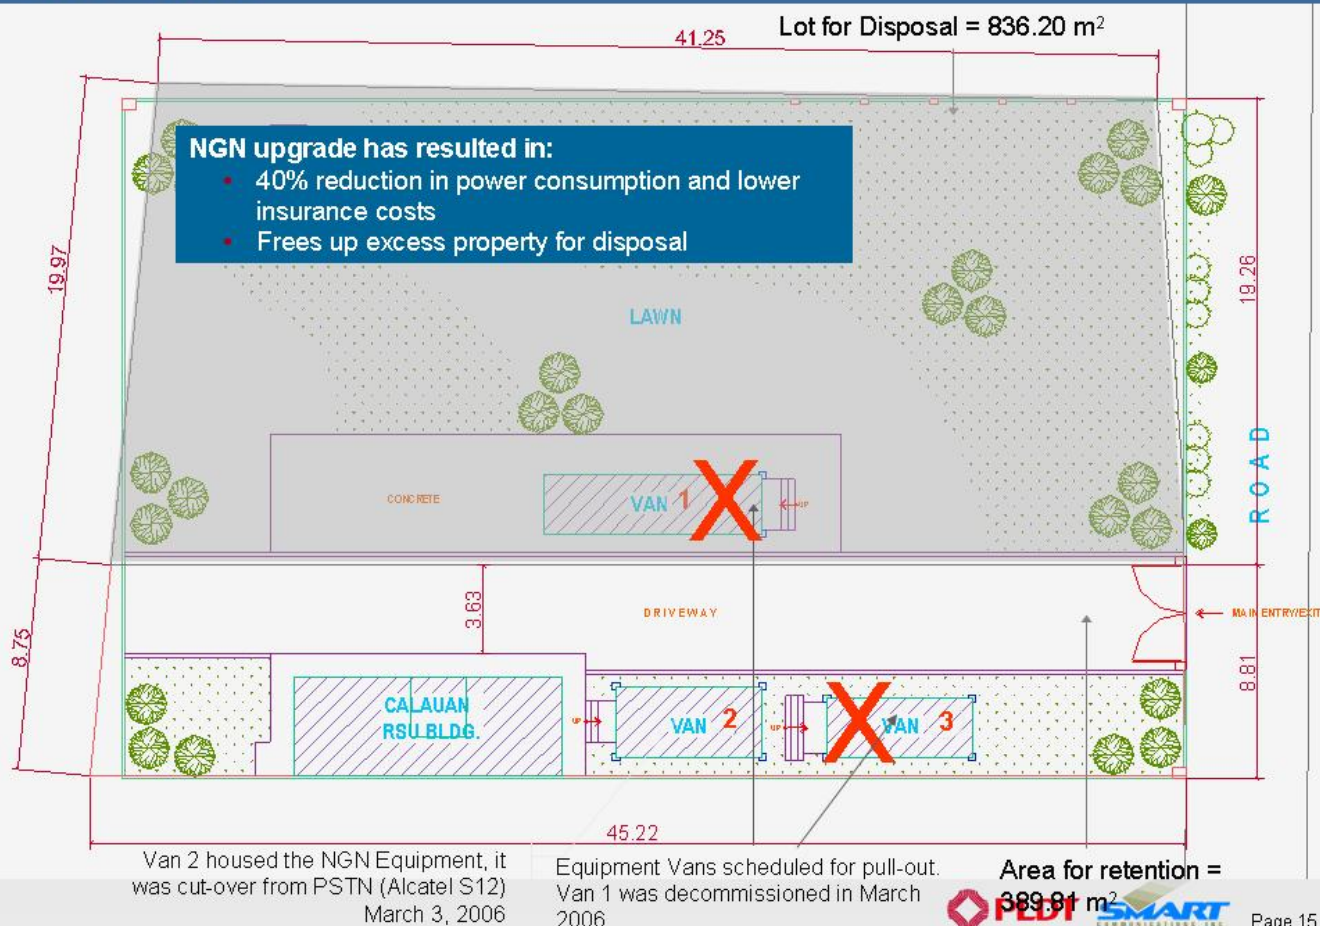 Lot for Disposal = 836.20 m²
41.25
NGN upgrade has resulted in:
• 40% reduction in power consumption and lower
insurance costs
• Frees up excess property for disposal
19.97
19.26
LAWN
ROAD
CONCRETE
VAN 1
UP
3.63
DRIVEWAY
MAIN ENTRY/EXIT
8.75
8.81
CALAUAN
RSU BLDG.
UP
VAN 2
UP
VAN 3
45.22
Van 2 housed the NGN Equipment, it
was cut-over from PSTN (Alcatel S12)
March 3, 2006
Equipment Vans scheduled for pull-out.
Van 1 was decommissioned in March
2006
Area for retention =
389.81 m²
PLDT
SMART
Page 15